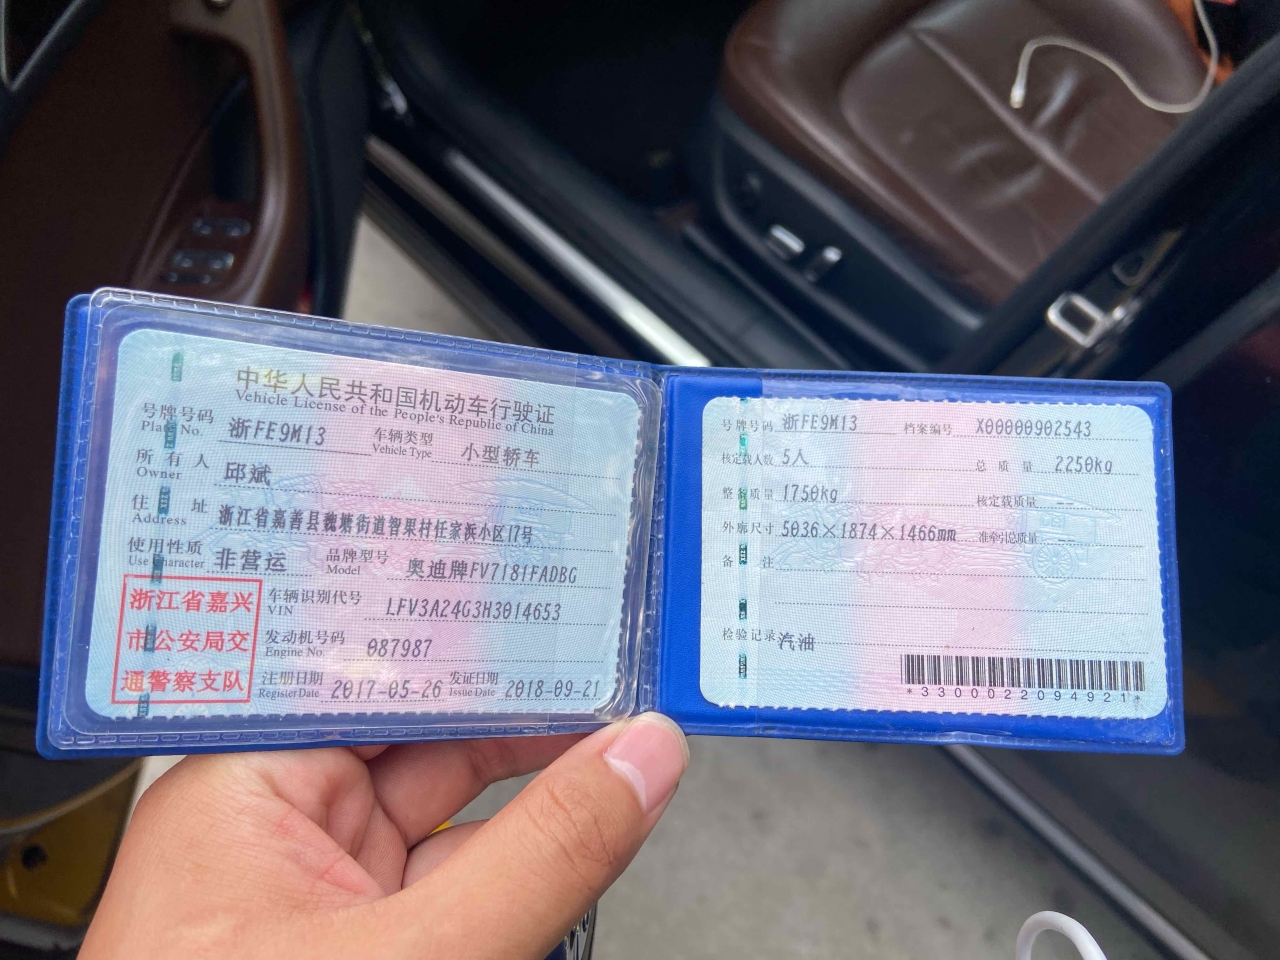 中华人民共和国机动车行驶证
Vehicle License of the People's Republic of China
号牌号码 浙FE9M13 车辆类型 小型轿车
Plate No. Vehicle Type
所有人 邱斌
Owner
住址 浙江省嘉善县魏塘街道智果村任家浜小区17号
Address
使用性质 非营运 品牌型号 奥迪牌FV7181FADBG
Use Character Model
浙江省嘉兴
市公安局交
通警察支队
车辆识别代号 LFV3A24G3H3014653
VIN
发动机号码 087987
Engine No.
注册日期 2017-05-26 发证日期 2018-09-21
Register Date Issue Date
号牌号码 浙FE9M13 档案编号 X00000902543
核定载人数 5人 总质量 2250kg
整备质量 1750kg 核定载质量 --
外廓尺寸 5036×1874×1466mm 准牵引总质量 --
备注
检验记录 汽油
*3300022094921*